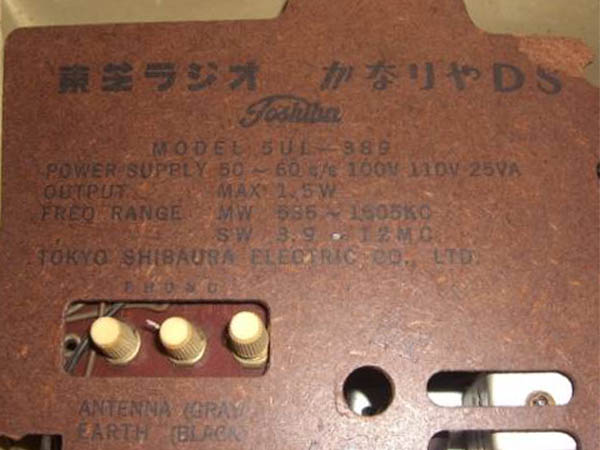 東芝ラジオ かなりやDS
Toshiba
MODEL 5UL-389
POWER SUPPLY 50 ~ 60 c/s 100V 110V 25VA
OUTPUT MAX 1.5W
FREQ RANGE MW 535 ~ 1605KC
SW 3.9 ~ 12MC
TOKYO SHIBAURA ELECTRIC CO., LTD.
PHONO
ANTENNA (GRAY)
EARTH (BLACK)